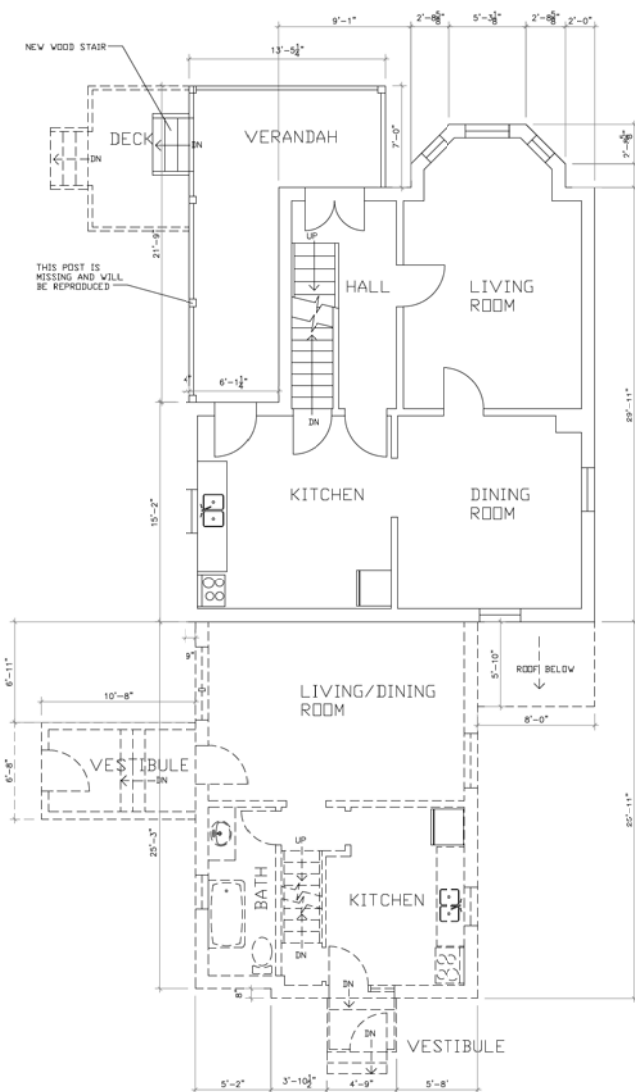 9'-1"
2'-8⅝"
5'-3⅛"
2'-8⅝"
2'-0"
NEW WOOD STAIR
13'-5¼"
DECK
DN
DN
VERANDAH
7'-0"
2'-8⅝"
21'-9"
THIS POST IS
MISSING AND WILL
BE REPRODUCED
UP
HALL
LIVING
ROOM
4"
6'-1¼"
DN
29'-11"
15'-2"
KITCHEN
DINING
ROOM
9"
5'-10"
ROOF BELOW
6'-11"
10'-8"
LIVING/DINING
ROOM
8'-0"
6'-8"
VESTIBULE
DN
25'-3"
25'-11"
UP
BATH
KITCHEN
DN
DN
8"
DN
VESTIBULE
5'-2"
3'-10½"
4'-9"
5'-8'